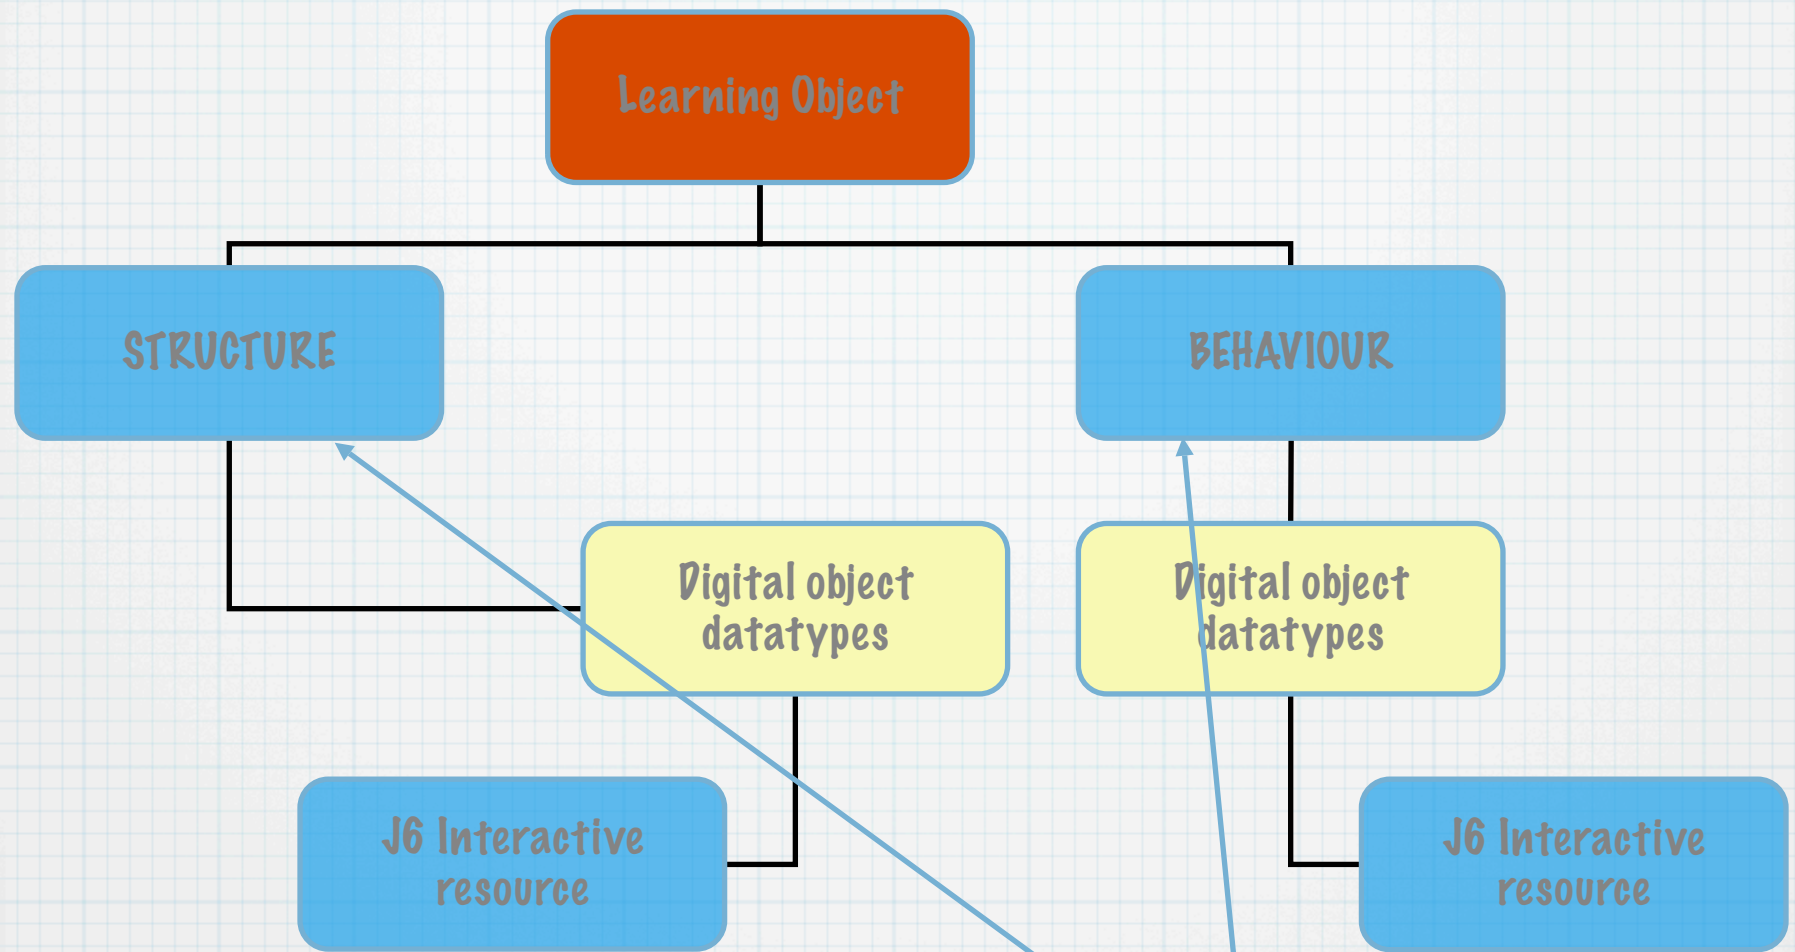 Learning Object
STRUCTURE
BEHAVIOUR
Digital object
datatypes
Digital object
datatypes
J6 Interactive
resource
J6 Interactive
resource